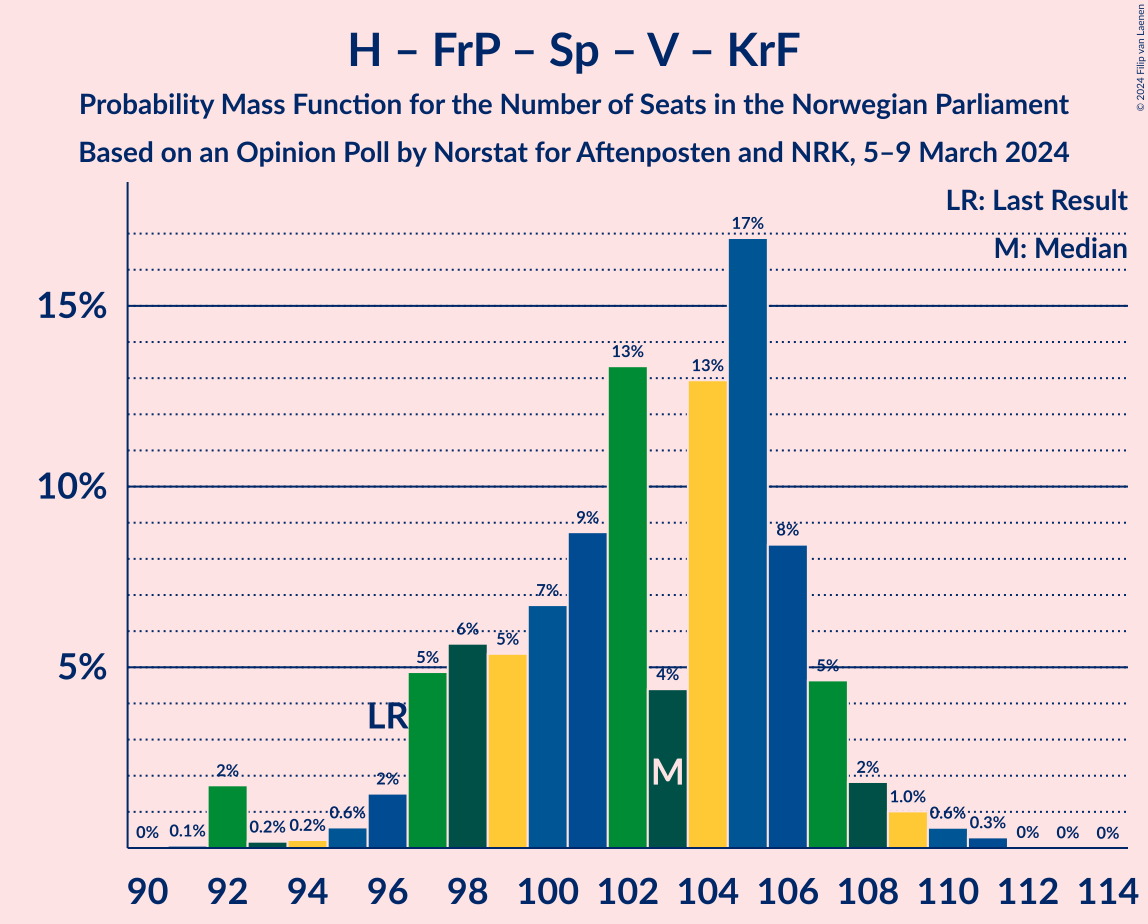 H – FrP – Sp – V – KrF
Probability Mass Function for the Number of Seats in the Norwegian Parliament
Based on an Opinion Poll by Norstat for Aftenposten and NRK, 5–9 March 2024
© 2024 Filip van Laenen
LR: Last Result
M: Median
15%
10%
5%
0% 0.1% 2% 0.2% 0.2% 0.6% 2% 5% 6% 5% 7% 9% 13% 4% 13% 17% 8% 5% 2% 1.0% 0.6% 0.3% 0% 0% 0%
LR
M
90 92 94 96 98 100 102 104 106 108 110 112 114